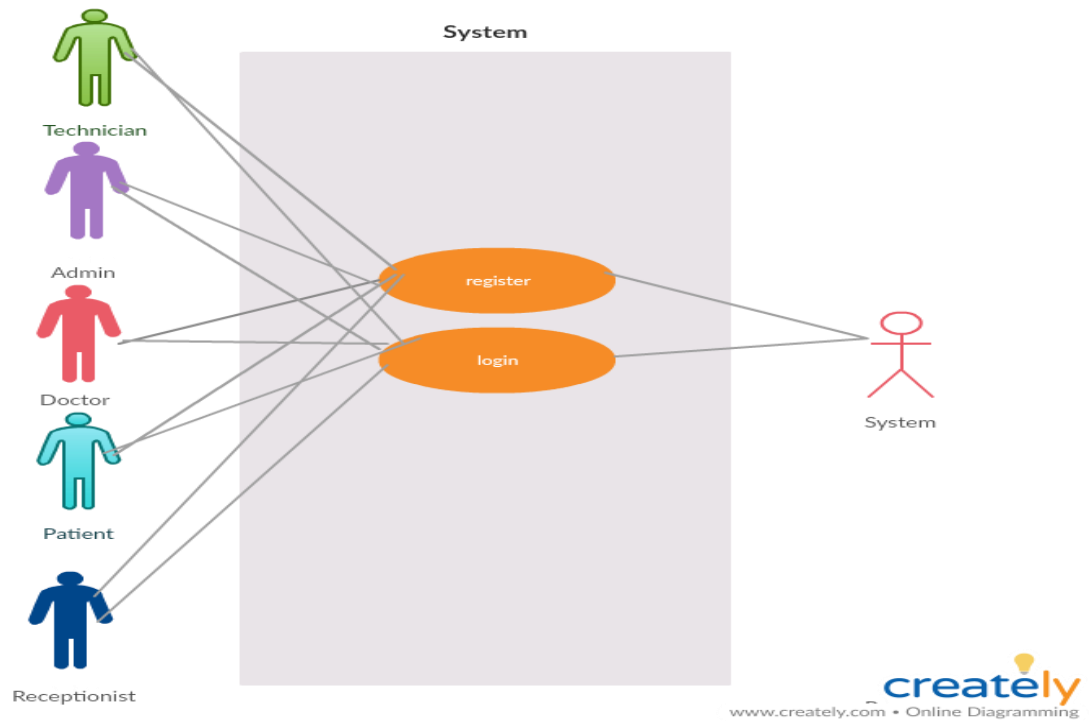 System
Technician
Admin
register
Doctor
login
System
Patient
Receptionist
creately
www.creately.com • Online Diagramming